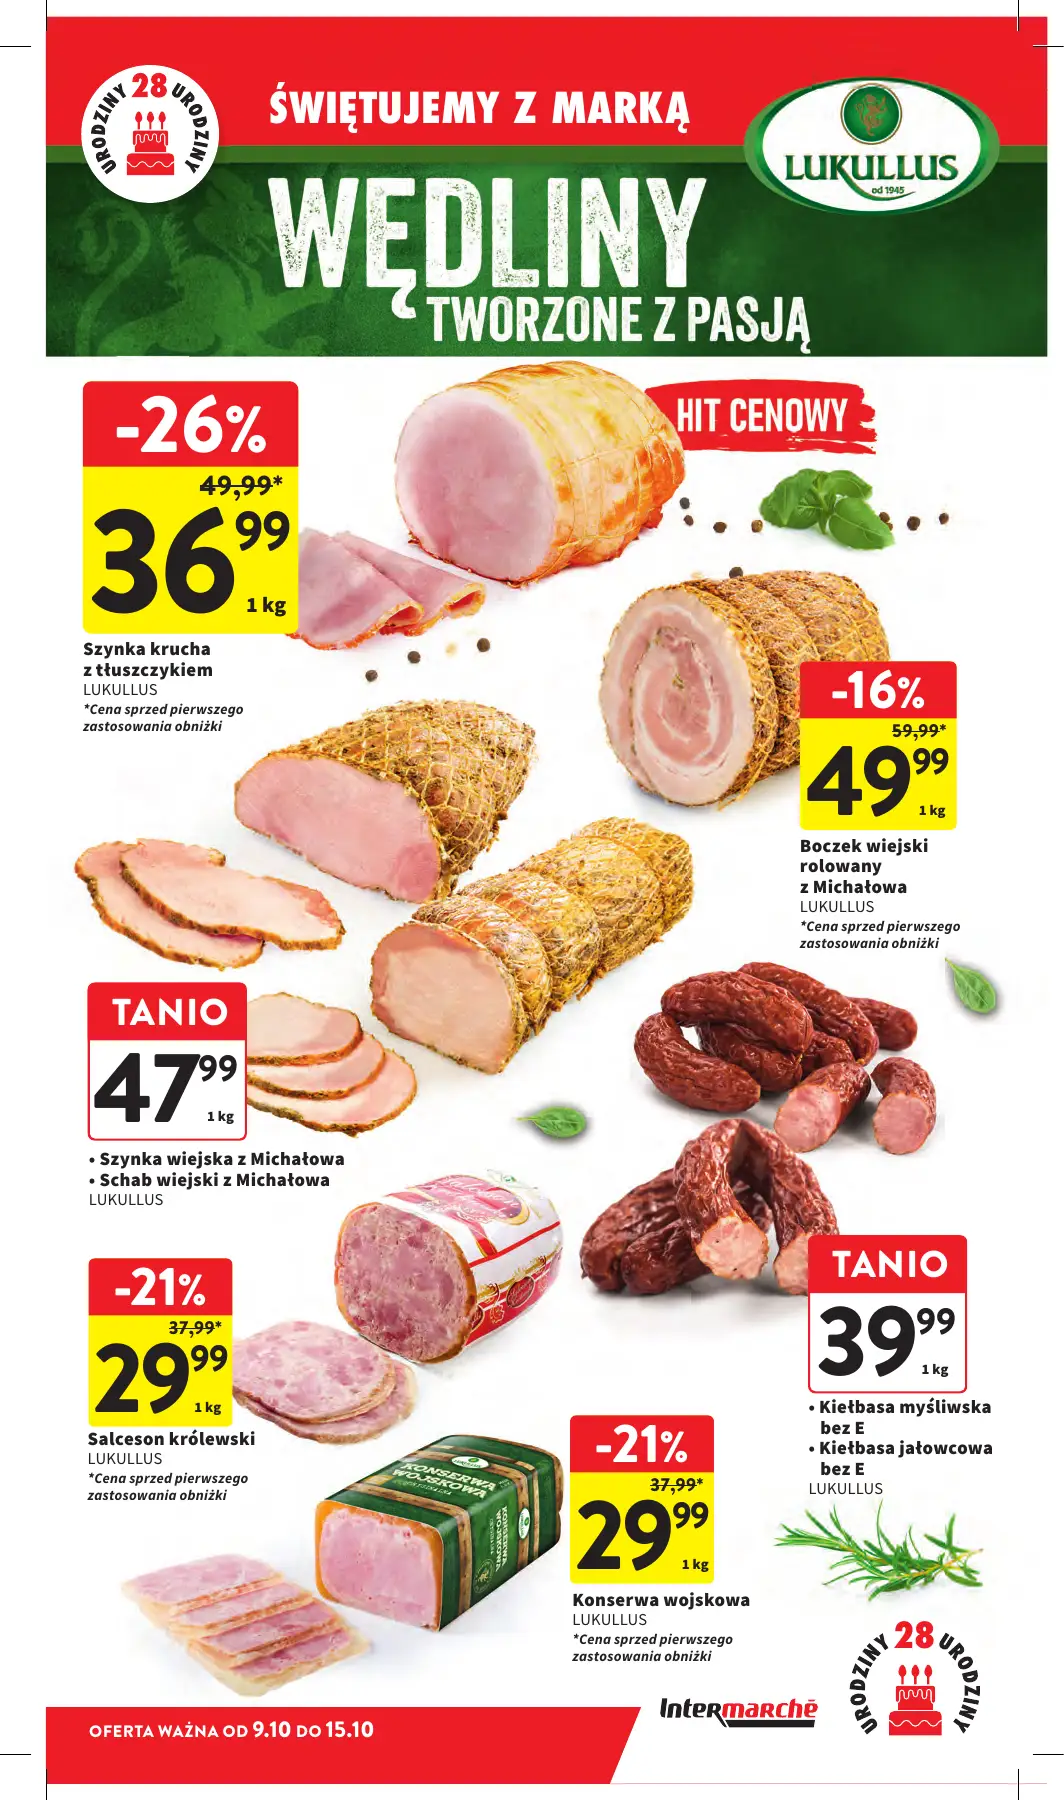 28
URODZINY URODZINY
ŚWIĘTUJEMY Z MARKĄ
LUKULLUS
od 1945
WĘDLINY
TWORZONE Z PASJĄ
-26%
49,99*
36 99
1 kg
Szynka krucha
z tłuszczykiem
LUKULLUS
*Cena sprzed pierwszego
zastosowania obniżki
HIT CENOWY
-16%
59,99*
49 99
1 kg
Boczek wiejski
rolowany
z Michałowa
LUKULLUS
*Cena sprzed pierwszego
zastosowania obniżki
TANIO
47 99
1 kg
• Szynka wiejska z Michałowa
• Schab wiejski z Michałowa
LUKULLUS
-21%
37,99*
29 99
1 kg
Salceson królewski
LUKULLUS
*Cena sprzed pierwszego
zastosowania obniżki
TANIO
39 99
1 kg
• Kiełbasa myśliwska
bez E
• Kiełbasa jałowcowa
bez E
LUKULLUS
LUKULLUS
KONSERWA
WOJSKOWA
KONSERWA
WOJSKOWA
-21%
37,99*
29 99
1 kg
Konserwa wojskowa
LUKULLUS
*Cena sprzed pierwszego
zastosowania obniżki
OFERTA WAŻNA OD 9.10 DO 15.10
Intermarchē
28
URODZINY URODZINY